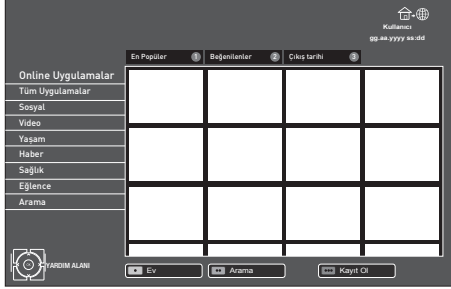 Kullanıcı
gg.aa.yyyy ss:dd
En Popüler 1 Beğenilenler 2 Çıkış tarihi 3
Online Uygulamalar
Tüm Uygulamalar
Sosyal
Video
Yaşam
Haber
Sağlık
Eğlence
Arama
YARDIM ALANI
Ev Arama Kayıt Ol